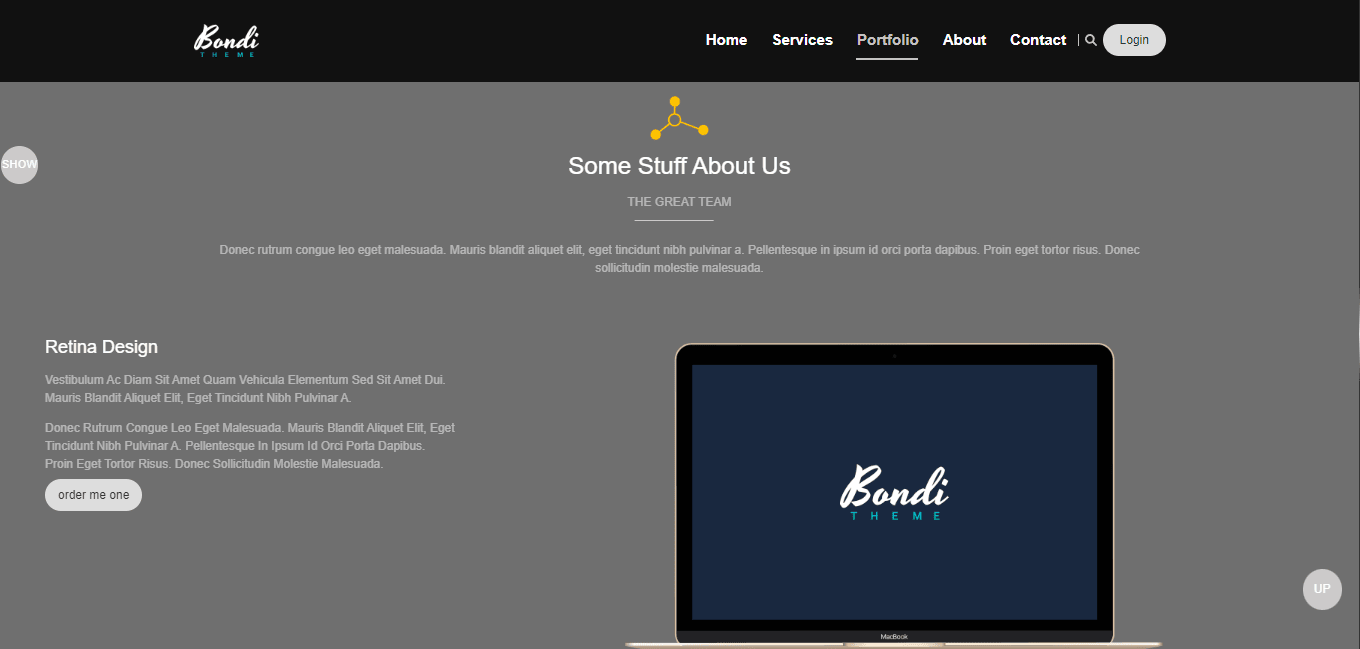 Bondi
THEME
Home Services Portfolio About Contact Login
SHOW
Some Stuff About Us
THE GREAT TEAM
Donec rutrum congue leo eget malesuada. Mauris blandit aliquet elit, eget tincidunt nibh pulvinar a. Pellentesque in ipsum id orci porta dapibus. Proin eget tortor risus. Donec
sollicitudin molestie malesuada.
Retina Design
Vestibulum Ac Diam Sit Amet Quam Vehicula Elementum Sed Sit Amet Dui.
Mauris Blandit Aliquet Elit, Eget Tincidunt Nibh Pulvinar A.
Donec Rutrum Congue Leo Eget Malesuada. Mauris Blandit Aliquet Elit, Eget
Tincidunt Nibh Pulvinar A. Pellentesque In Ipsum Id Orci Porta Dapibus.
Proin Eget Tortor Risus. Donec Sollicitudin Molestie Malesuada.
order me one
Bondi
THEME
MacBook
UP